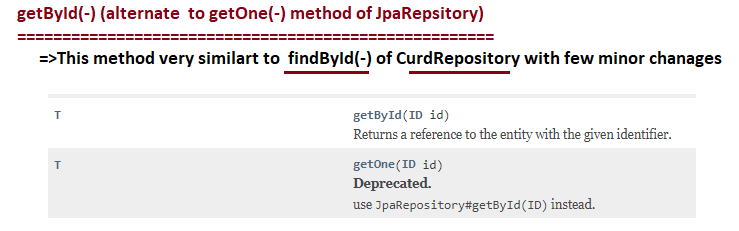 getById(-) (alternate to getOne(-) method of JpaRepsitory)
=====================================================
=>This method very similart to findById(-) of CurdRepository with few minor chanages
T getById(ID id)
Returns a reference to the entity with the given identifier.
T getOne(ID id)
Deprecated.
use JpaRepository#getById(ID) instead.